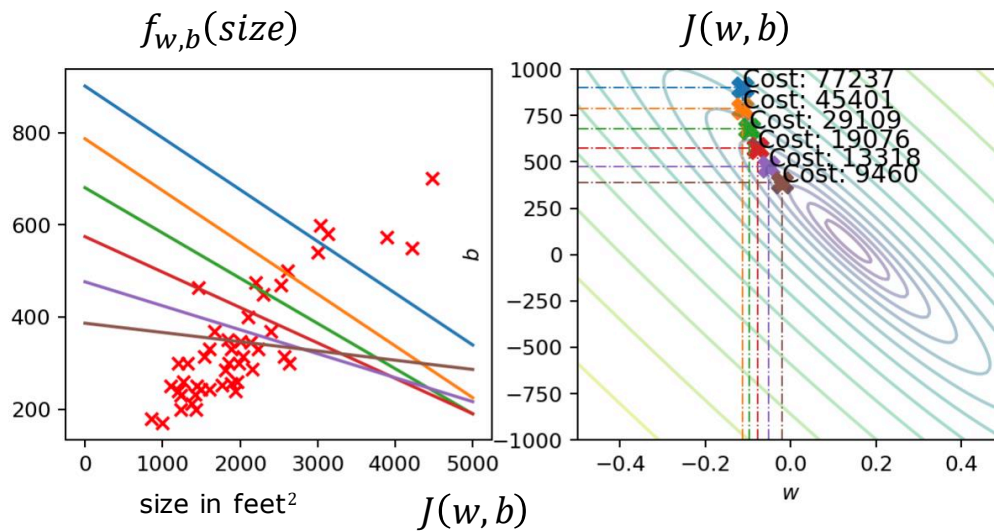 f_{w,b}(size)
J(w,b)
800
600
400
200
0 1000 2000 3000 4000 5000
size in feet²
1000
750
500
250
0
−250
−500
−750
−1000
b
Cost: 77237
Cost: 45401
Cost: 29109
Cost: 19076
Cost: 13318
Cost: 9460
−0.4 −0.2 0.0 0.2 0.4
w
J(w,b)